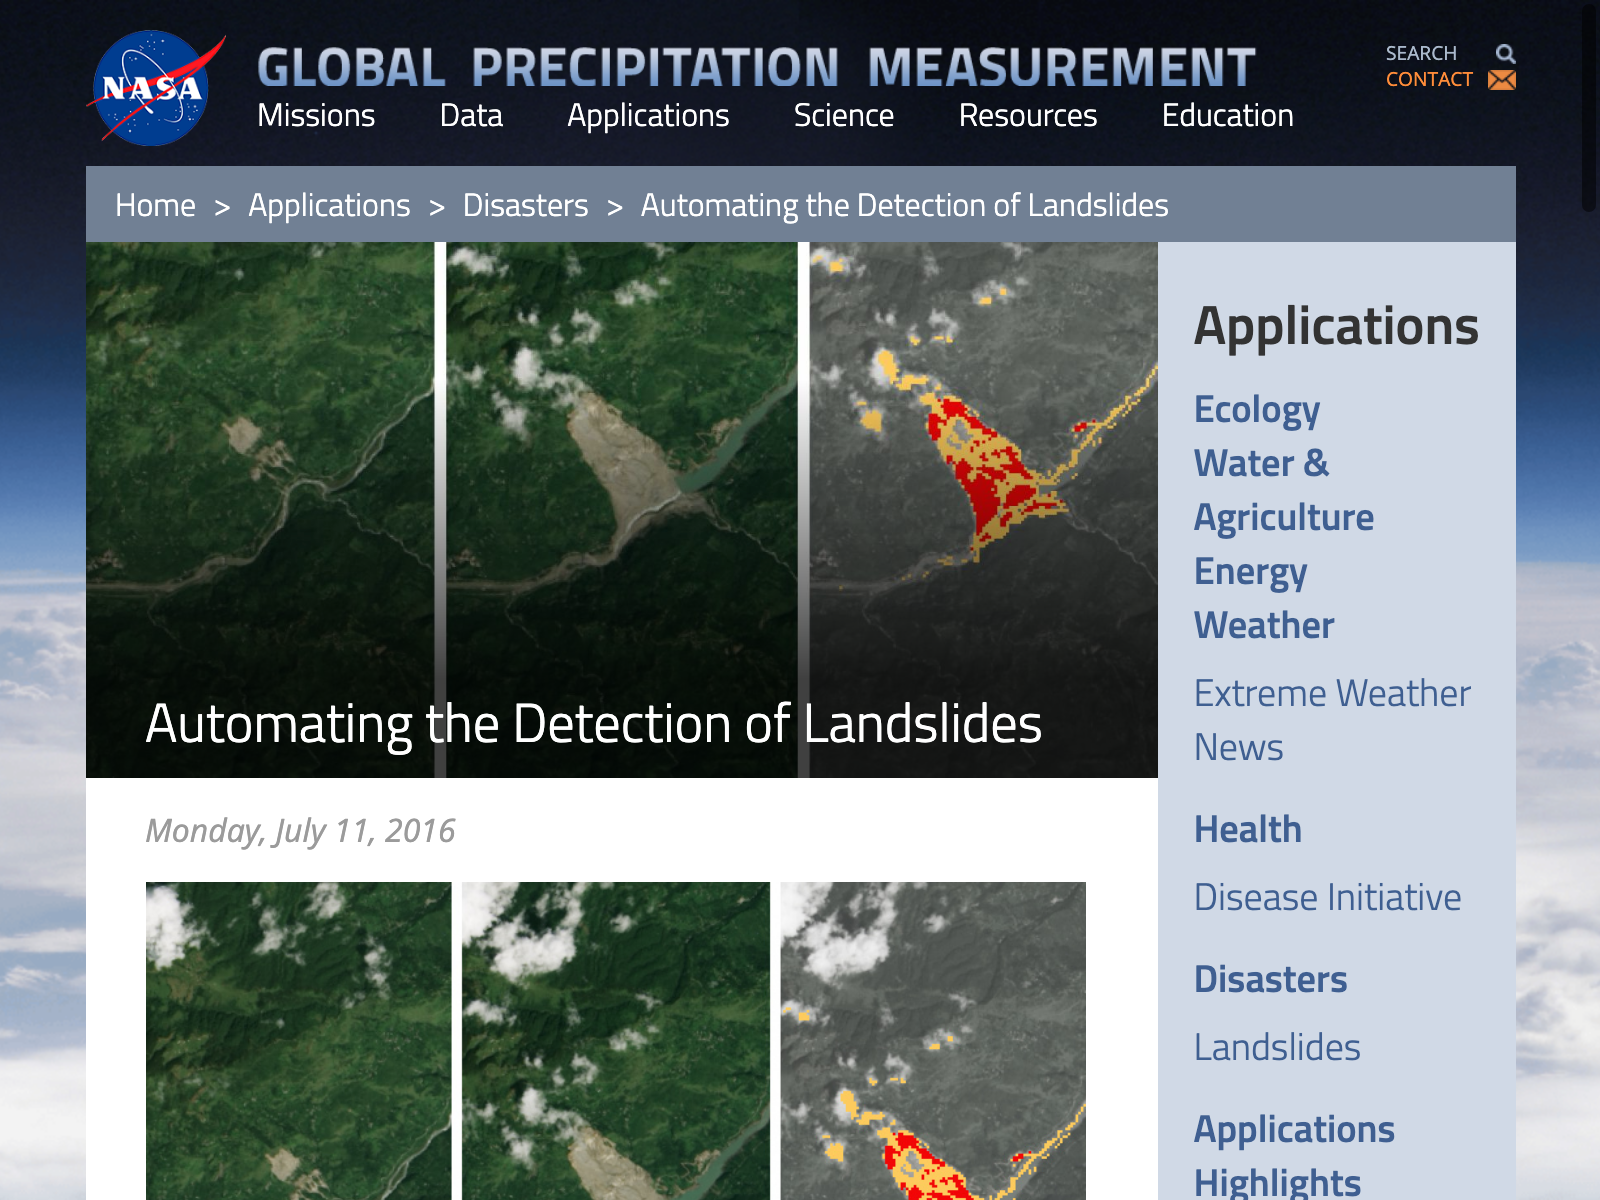 NASA
GLOBAL PRECIPITATION MEASUREMENT
SEARCH
CONTACT
Missions Data Applications Science Resources Education
Home > Applications > Disasters > Automating the Detection of Landslides
Automating the Detection of Landslides
Monday, July 11, 2016
Applications
Ecology
Water &
Agriculture
Energy
Weather
Extreme Weather
News
Health
Disease Initiative
Disasters
Landslides
Applications
Highlights